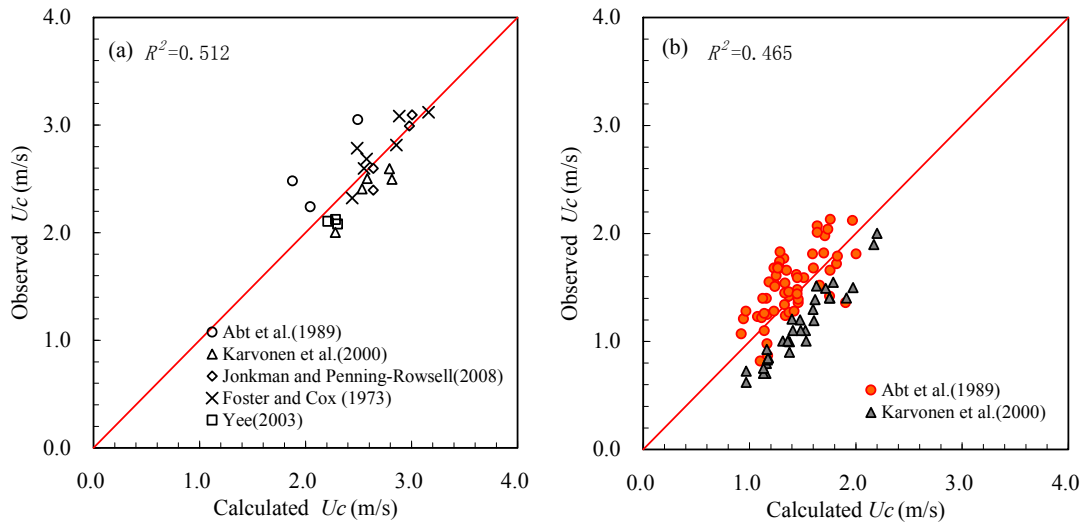 (a) R²=0.512
4.0
3.0
2.0
1.0
0.0
Observed Uc (m/s)
Abt et al.(1989)
Karvonen et al.(2000)
Jonkman and Penning-Rowsell(2008)
Foster and Cox (1973)
Yee(2003)
0.0 1.0 2.0 3.0 4.0
Calculated Uc (m/s)
(b) R²=0.465
4.0
3.0
2.0
1.0
0.0
Observed Uc (m/s)
Abt et al.(1989)
Karvonen et al.(2000)
0.0 1.0 2.0 3.0 4.0
Calculated Uc (m/s)